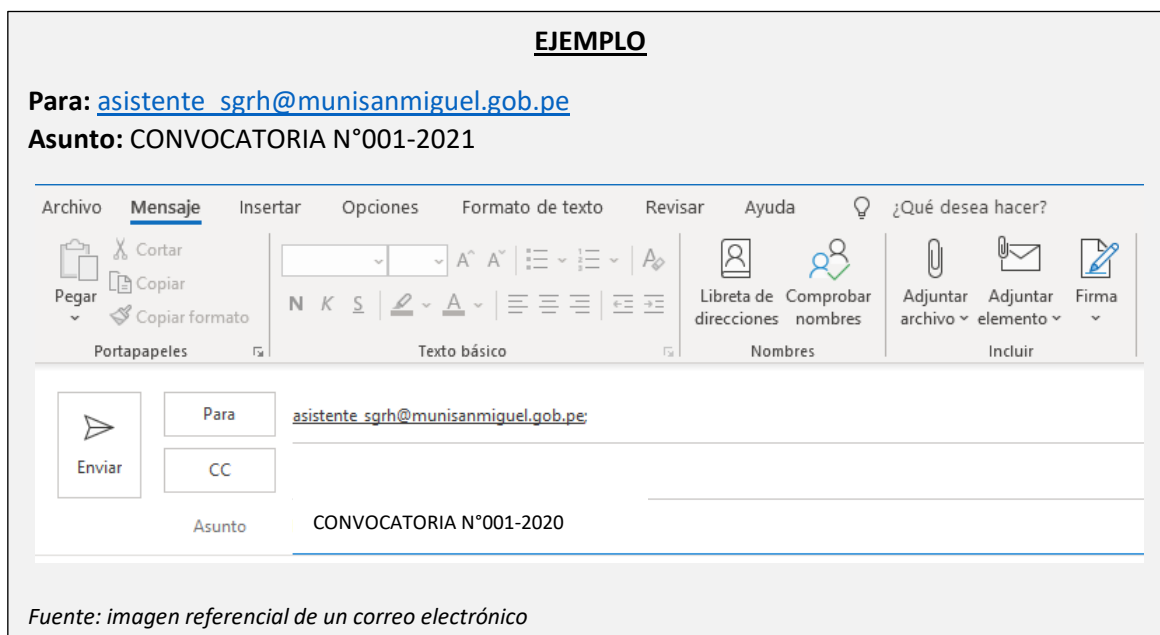 EJEMPLO
Para: asistente_sgrh@munisanmiguel.gob.pe
Asunto: CONVOCATORIA N°001-2021
Archivo Mensaje Insertar Opciones Formato de texto Revisar Ayuda ¿Qué desea hacer?
Pegar
Cortar
Copiar
Copiar formato
Portapapeles
N K S A
Texto básico
Libreta de direcciones
Comprobar nombres
Nombres
Adjuntar archivo
Adjuntar elemento
Firma
Incluir
Enviar
Para asistente_sgrh@munisanmiguel.gob.pe;
CC
Asunto CONVOCATORIA N°001-2020
Fuente: imagen referencial de un correo electrónico